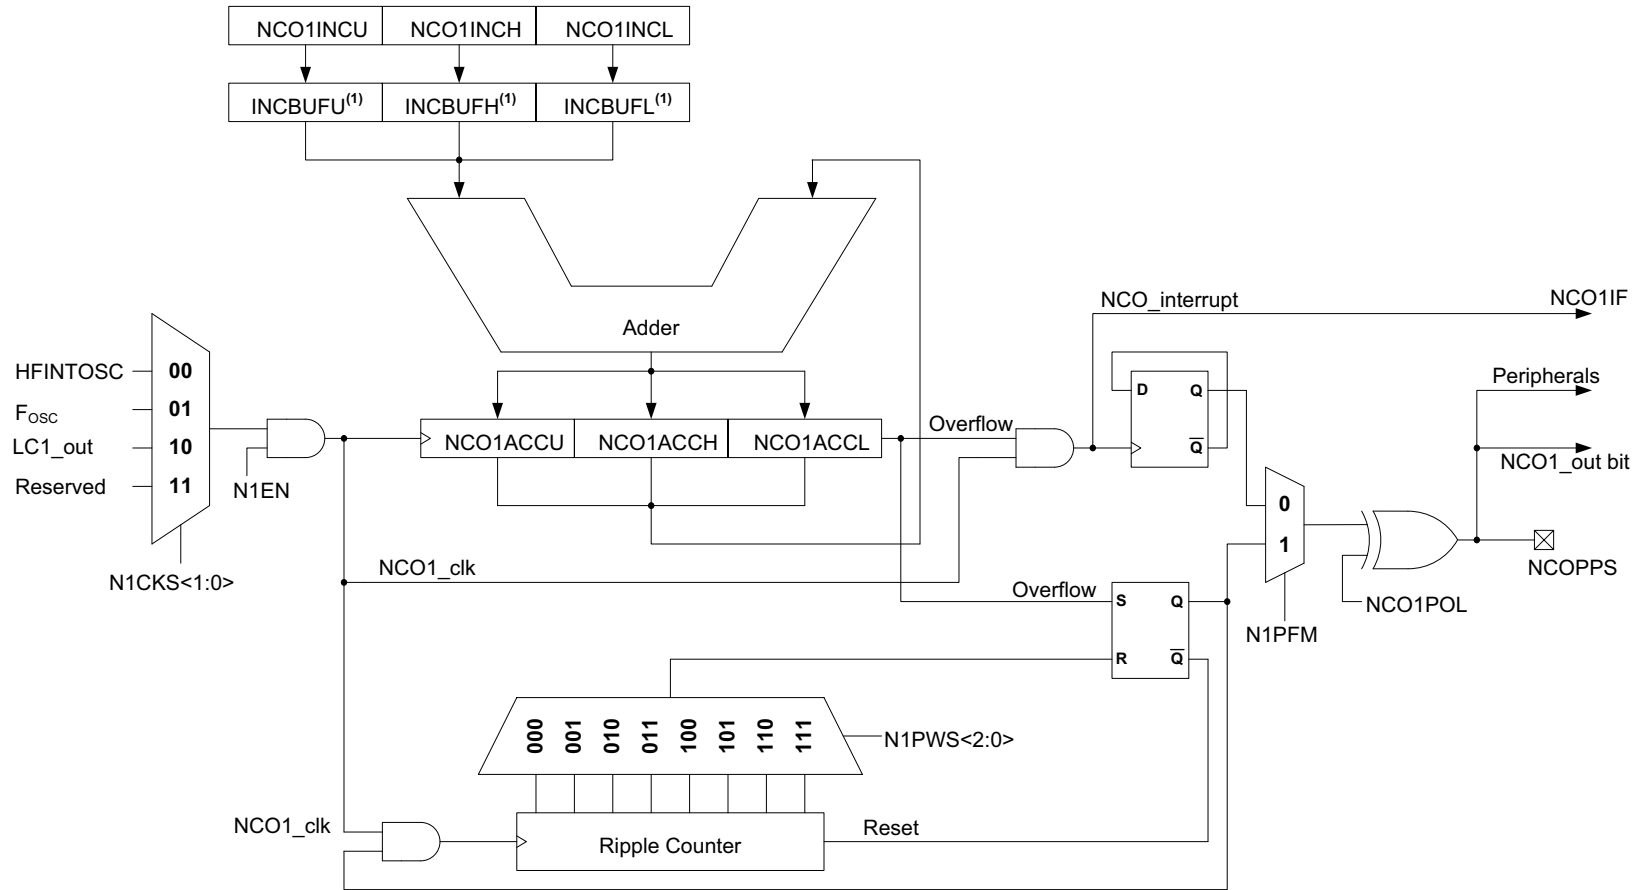 NCO1INCU NCO1INCH NCO1INCL
INCBUFU(1) INCBUFH(1) INCBUFL(1)
Adder
NCO_interrupt
NCO1IF
HFINTOSC
00
FOSC
01
LC1_out
10
Reserved
11
N1EN
N1CKS<1:0>
NCO1ACCU NCO1ACCH NCO1ACCL
Overflow
D Q
Q
Peripherals
NCO1_out bit
0
1
NCOPPS
NCO1POL
N1PFM
NCO1_clk
Overflow
S Q
R Q
000 001 010 011 100 101 110 111
N1PWS<2:0>
NCO1_clk
Ripple Counter
Reset